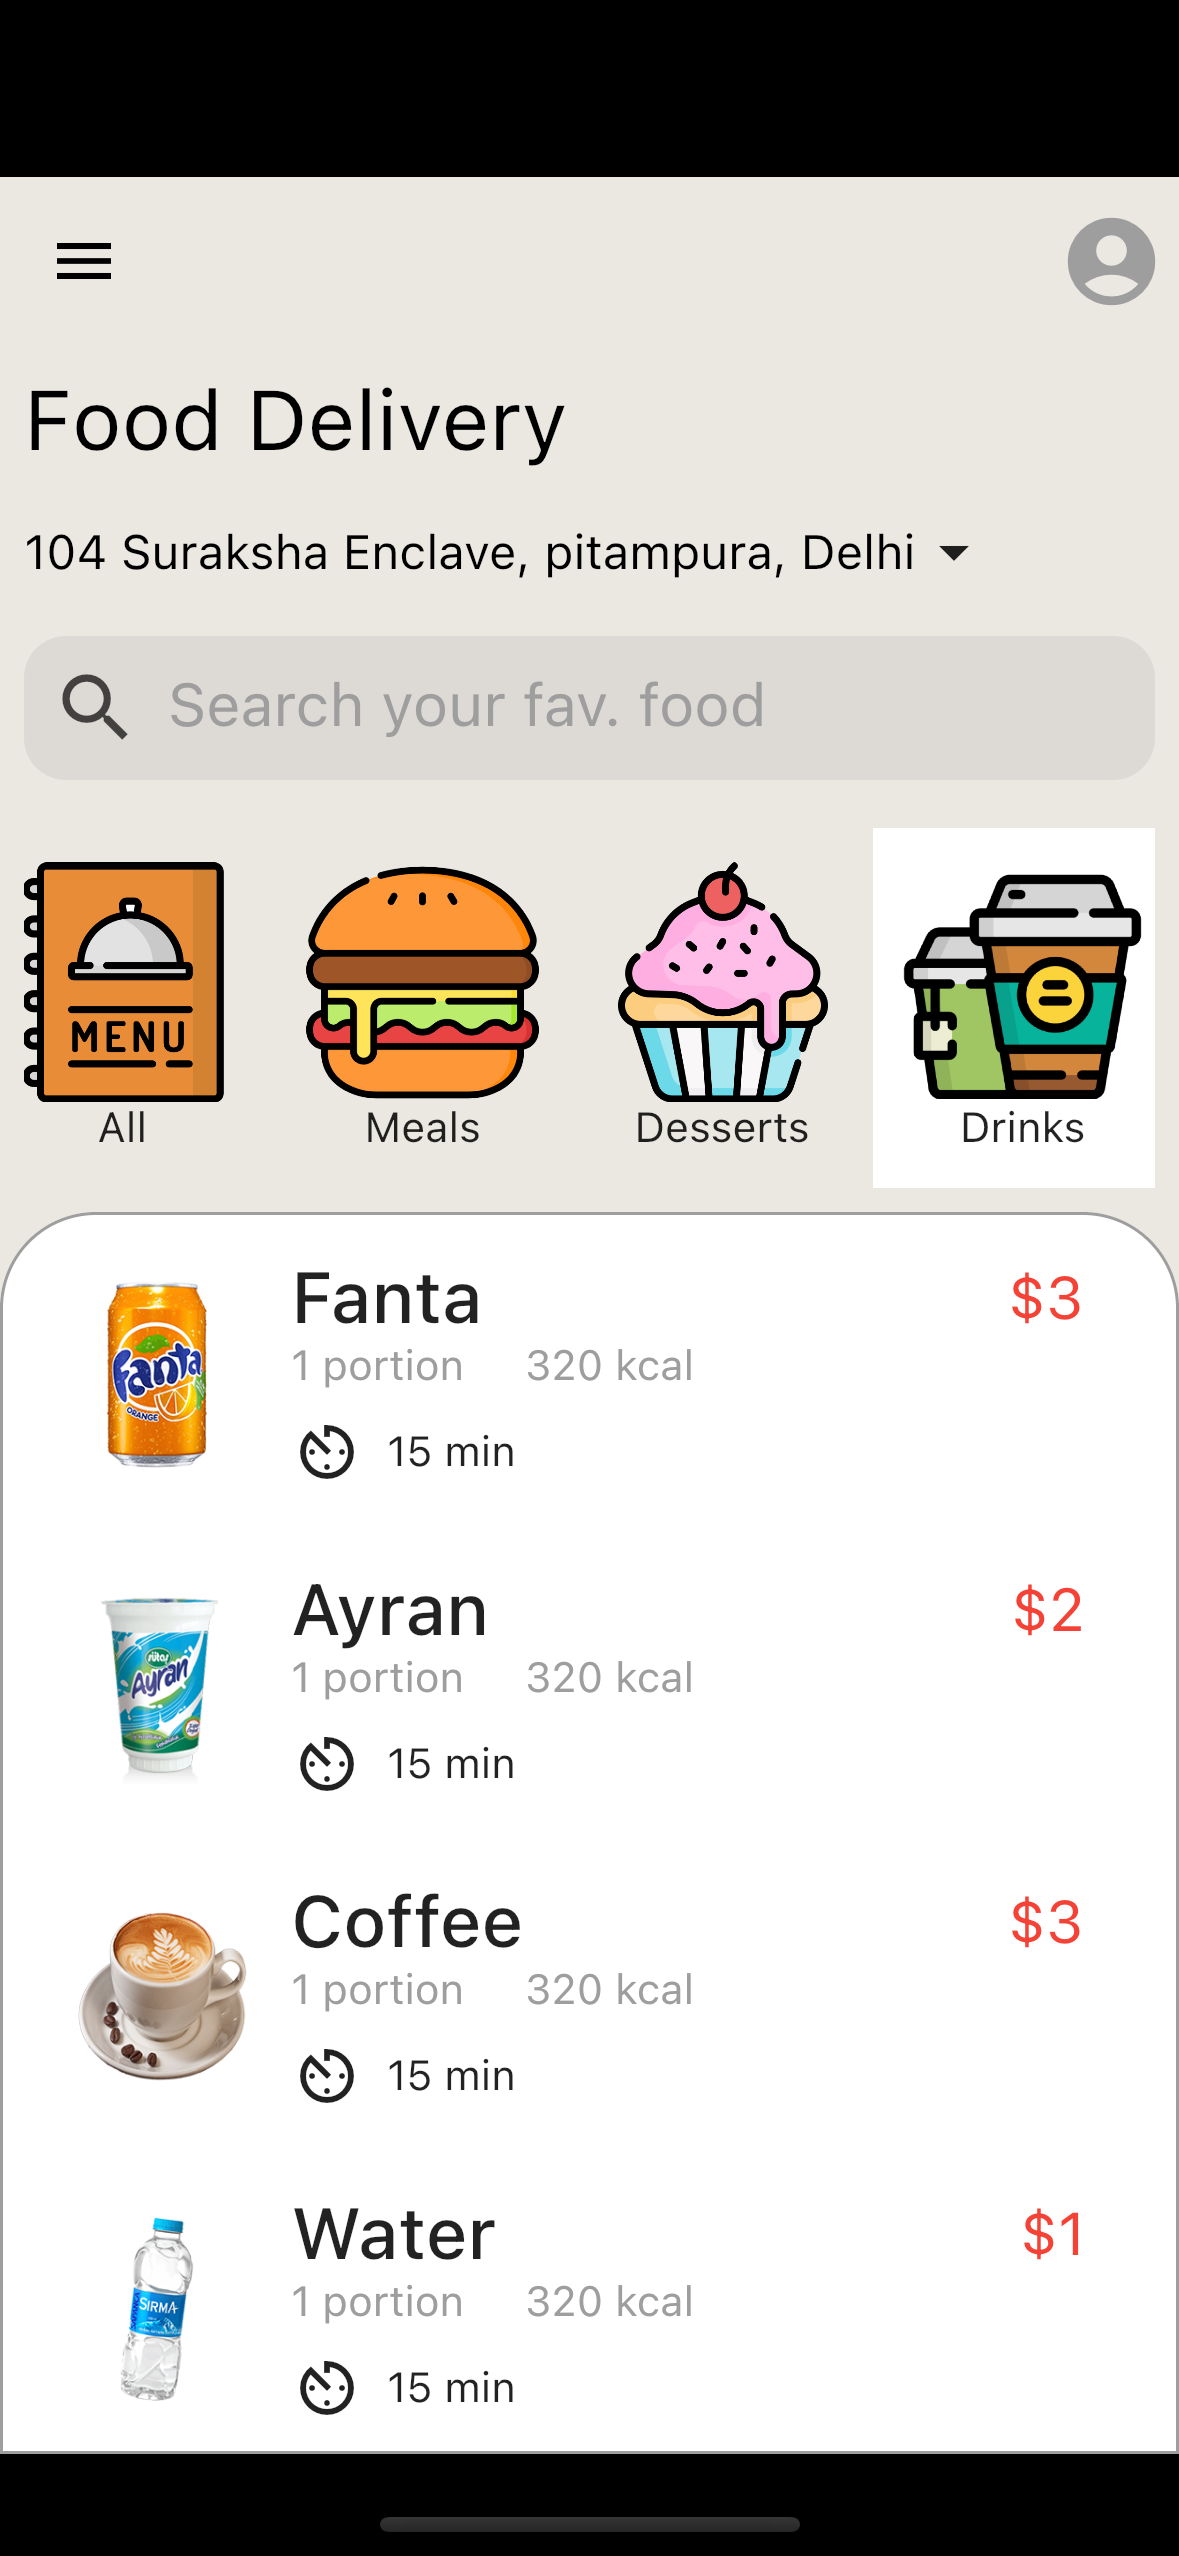 Food Delivery
104 Suraksha Enclave, pitampura, Delhi
Search your fav. food
MENU
All
Meals
Desserts
Drinks
Fanta
$3
1 portion 320 kcal
Fanta
ORANGE
15 min
Ayran
$2
1 portion 320 kcal
sütaş
Ayran
15 min
Coffee
$3
1 portion 320 kcal
15 min
Water
$1
1 portion 320 kcal
SIRMA
15 min